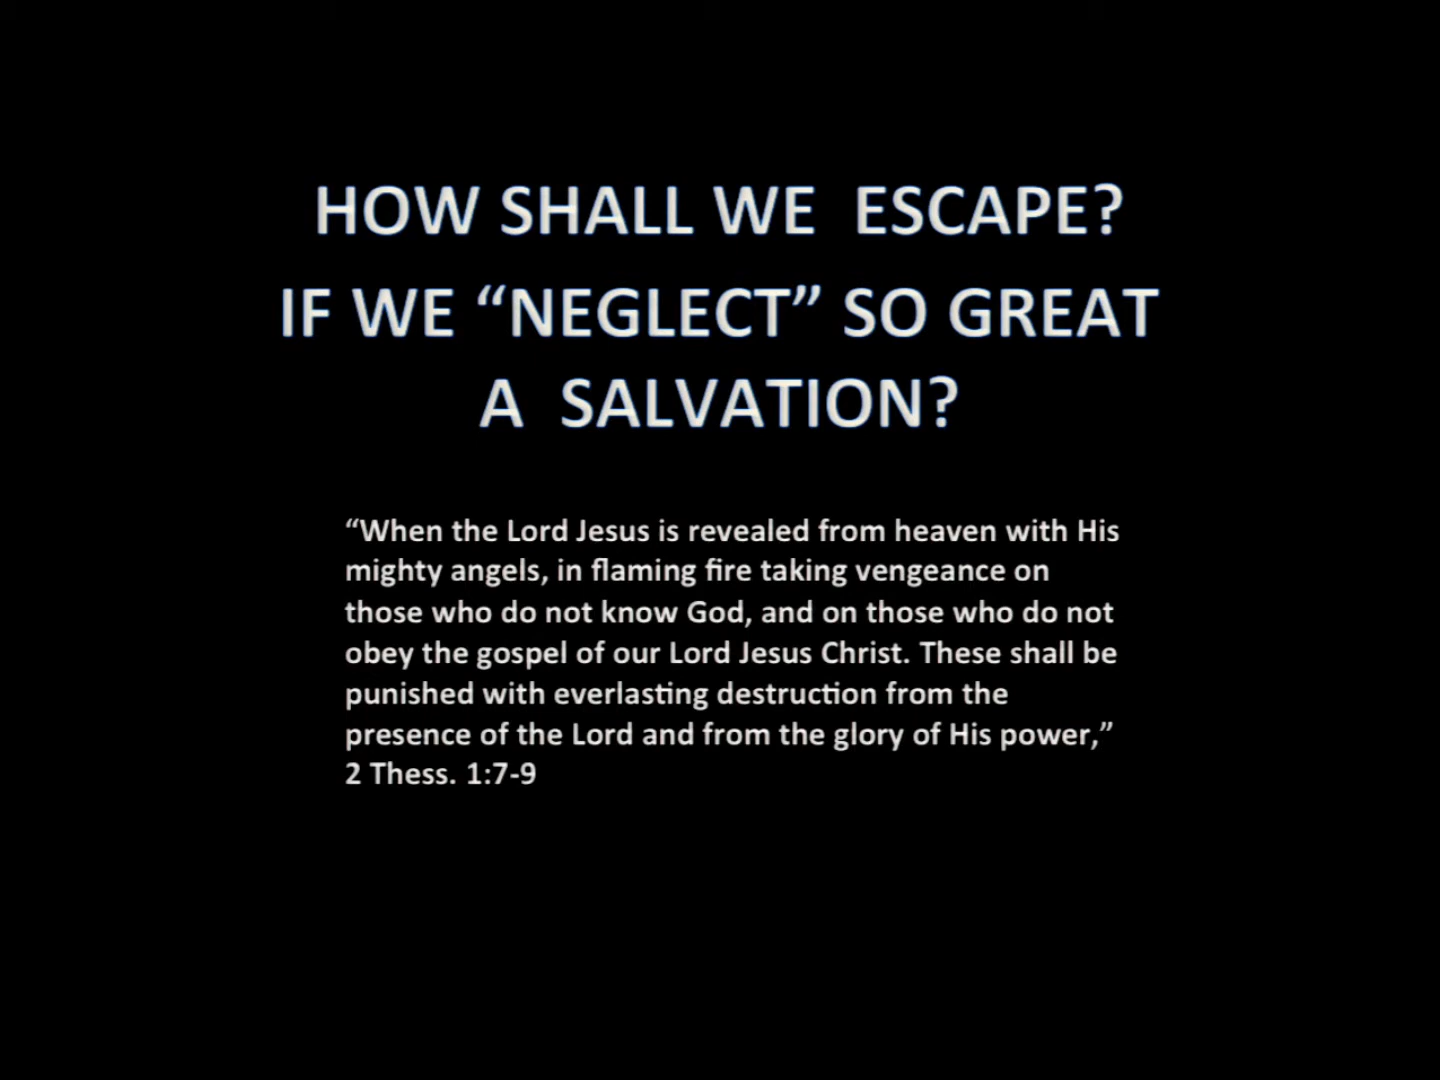 HOW SHALL WE  ESCAPE?
IF WE “NEGLECT” SO GREAT
A  SALVATION?
“When the Lord Jesus is revealed from heaven with His
mighty angels, in flaming fire taking vengeance on
those who do not know God, and on those who do not
obey the gospel of our Lord Jesus Christ. These shall be
punished with everlasting destruction from the
presence of the Lord and from the glory of His power,”
2 Thess. 1:7-9